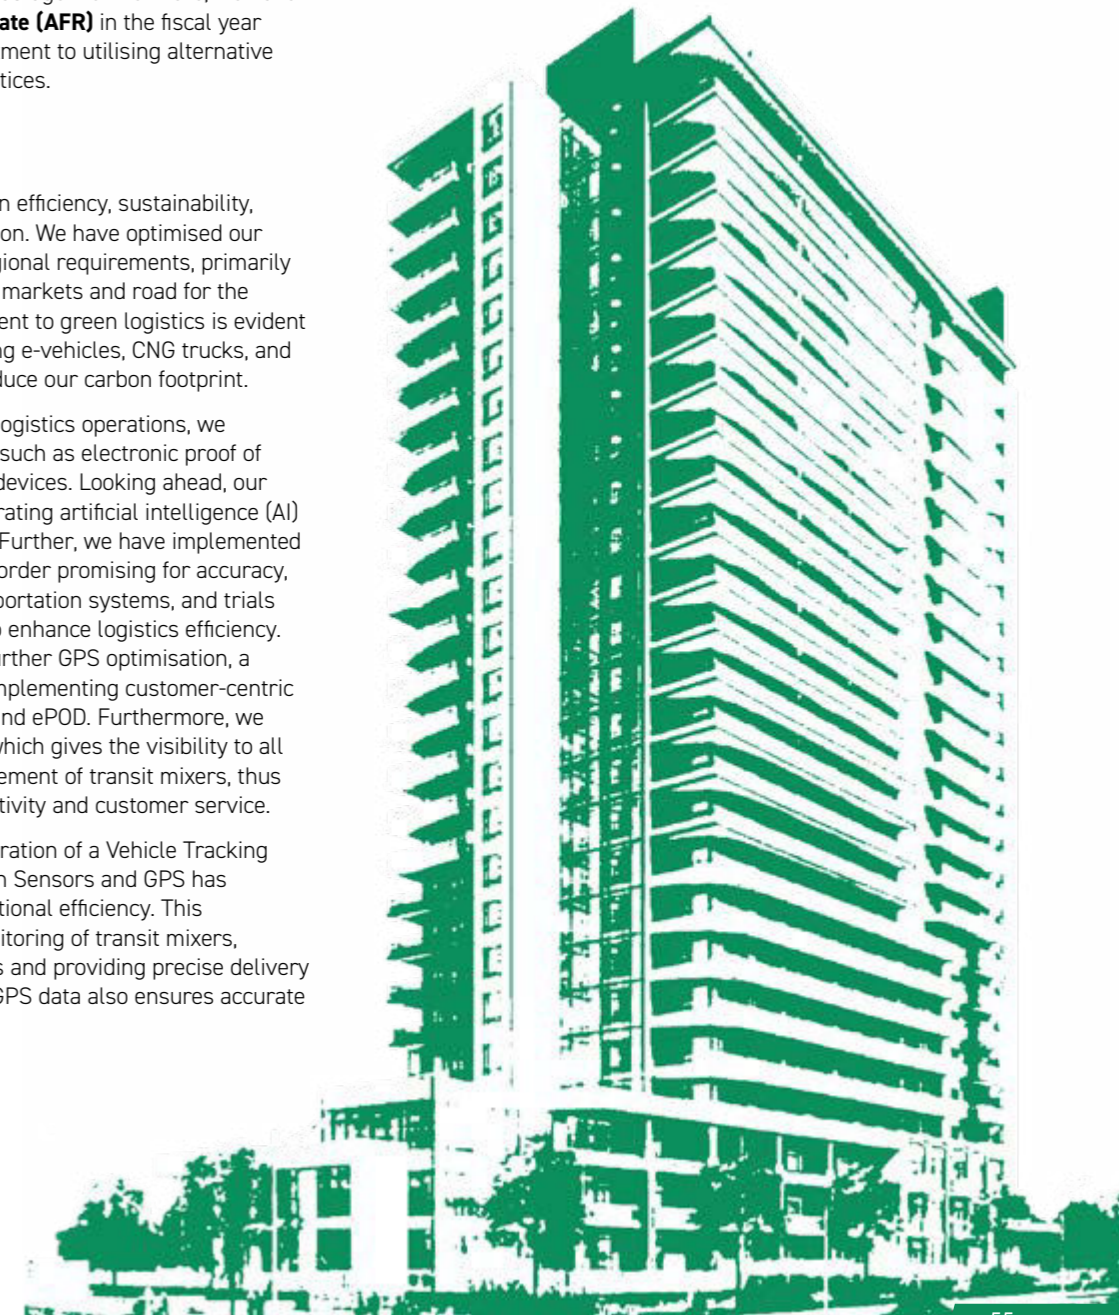 ate (AFR) in the fiscal year
ment to utilising alternative
tices.
n efficiency, sustainability,
on. We have optimised our
gional requirements, primarily
markets and road for the
ent to green logistics is evident
ng e-vehicles, CNG trucks, and
duce our carbon footprint.
ogistics operations, we
such as electronic proof of
devices. Looking ahead, our
rating artificial intelligence (AI)
Further, we have implemented
order promising for accuracy,
portation systems, and trials
o enhance logistics efficiency.
urther GPS optimisation, a
mplementing customer-centric
nd ePOD. Furthermore, we
which gives the visibility to all
ement of transit mixers, thus
tivity and customer service.
ration of a Vehicle Tracking
n Sensors and GPS has
tional efficiency. This
itoring of transit mixers,
s and providing precise delivery
GPS data also ensures accurate